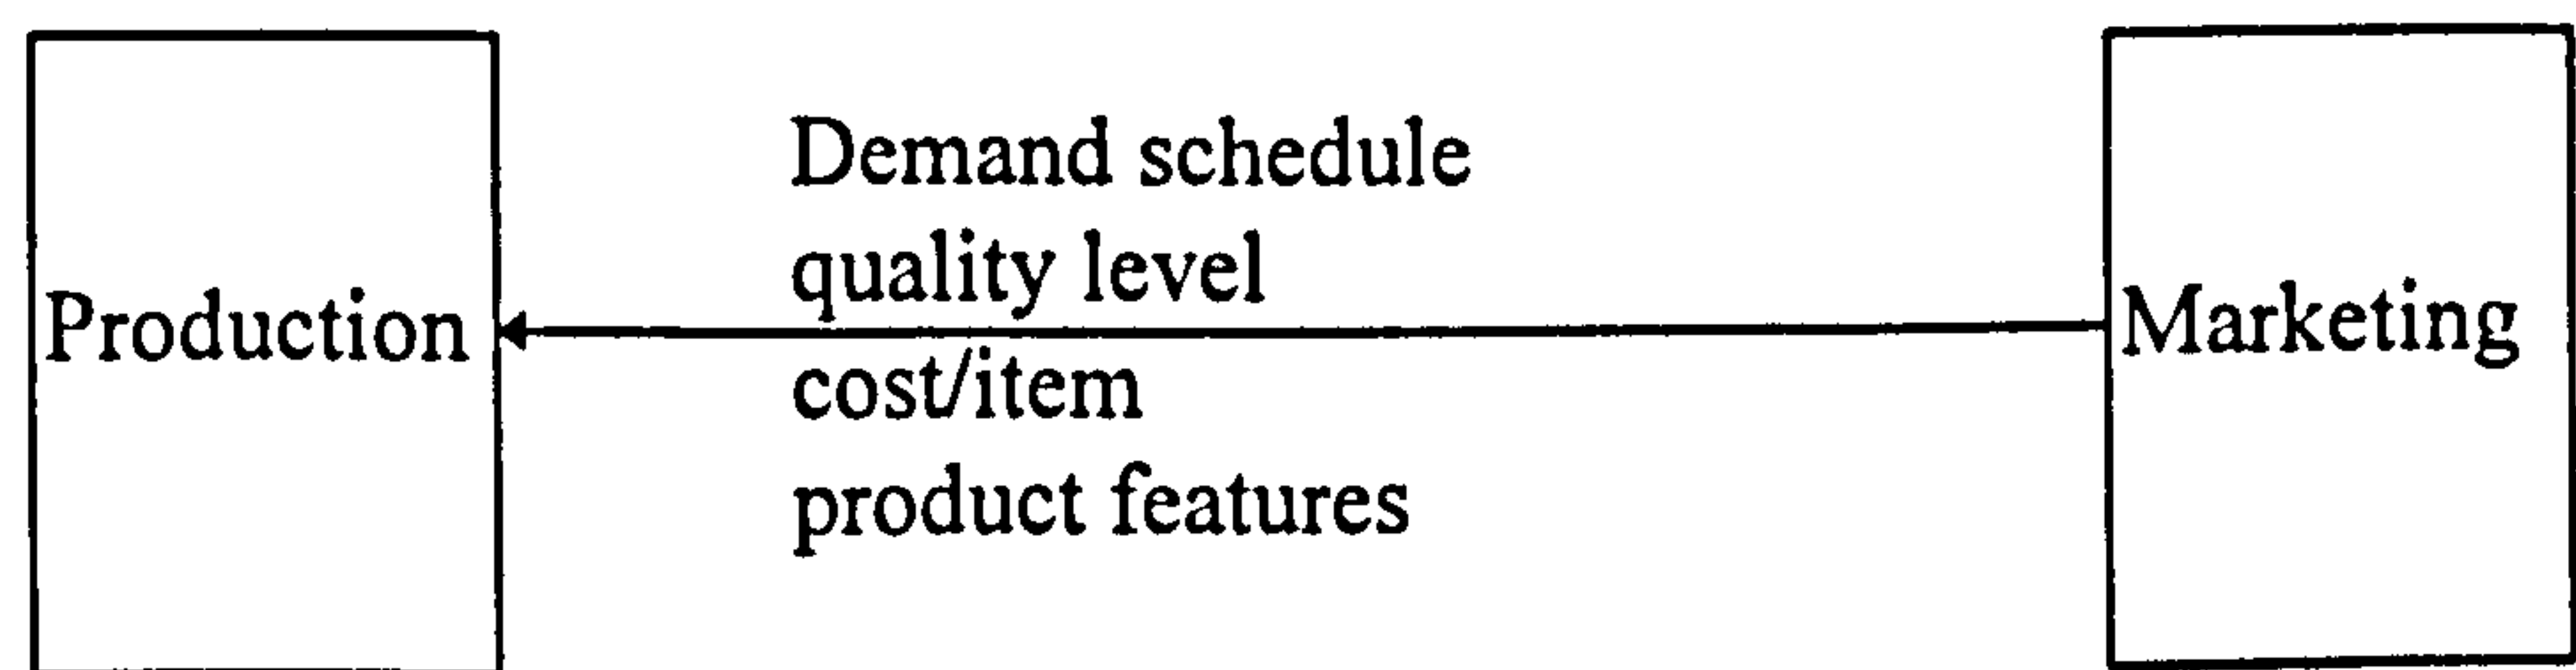 Production
Demand schedule
quality level
cost/item
product features
Marketing